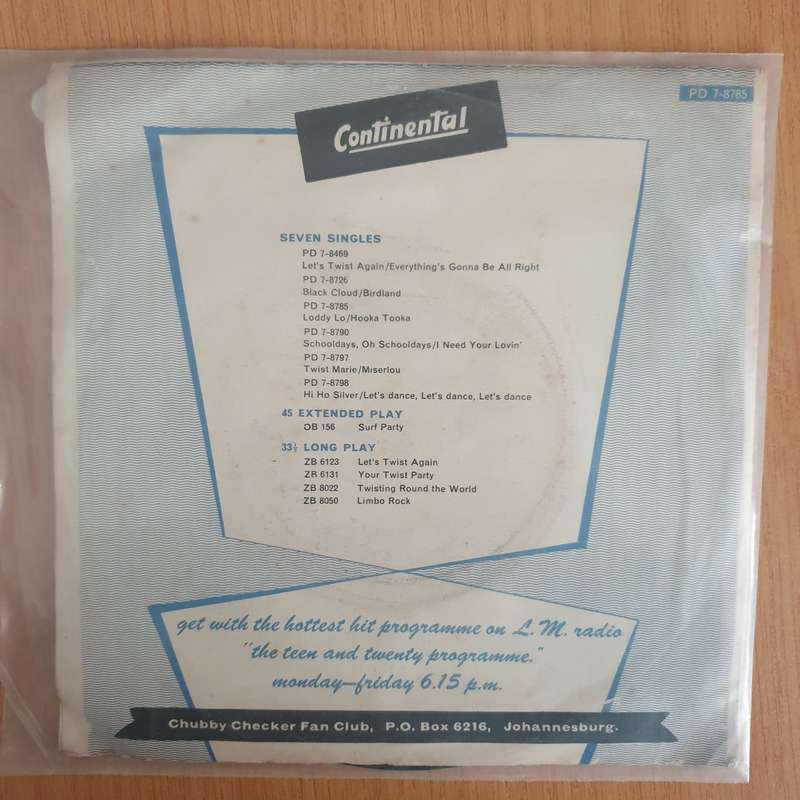 PD 7-8785
Continental
SEVEN SINGLES
PD 7-8469
Let's Twist Again/Everything's Gonna Be All Right
PD 7-8726
Black Cloud/Birdland
PD 7-8785
Loddy Lo/Hooka Tooka
PD 7-8790
Schooldays, Oh Schooldays/I Need Your Lovin'
PD 7-8797
Twist Marie/Miserlou
PD 7-8798
Hi Ho Silver/Let's dance, Let's dance, Let's dance
45 EXTENDED PLAY
OB 156 Surf Party
33⅓ LONG PLAY
ZB 6123 Let's Twist Again
ZB 6131 Your Twist Party
ZB 8022 Twisting Round the World
ZB 8050 Limbo Rock
get with the hottest hit programme on L.M. radio
"the teen and twenty programme."
monday—friday 6.15 p.m.
Chubby Checker Fan Club, P.O. Box 6216, Johannesburg.